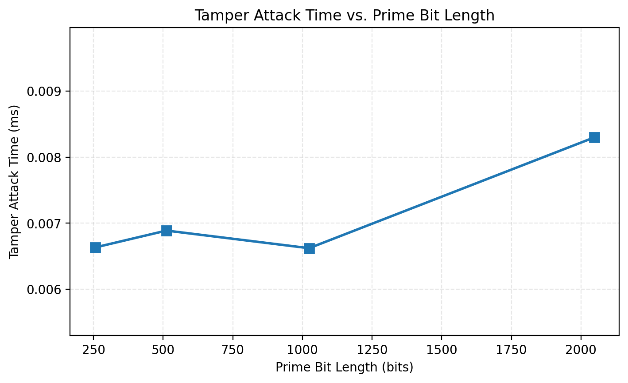 Tamper Attack Time vs. Prime Bit Length
Tamper Attack Time (ms)
0.009
0.008
0.007
0.006
250 500 750 1000 1250 1500 1750 2000
Prime Bit Length (bits)